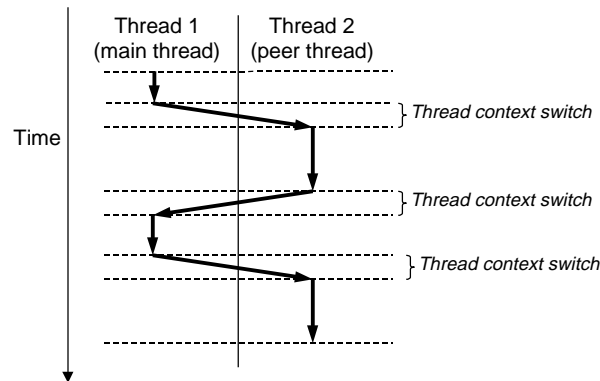 Thread 1
(main thread)
Thread 2
(peer thread)
Thread context switch
Time
Thread context switch
Thread context switch